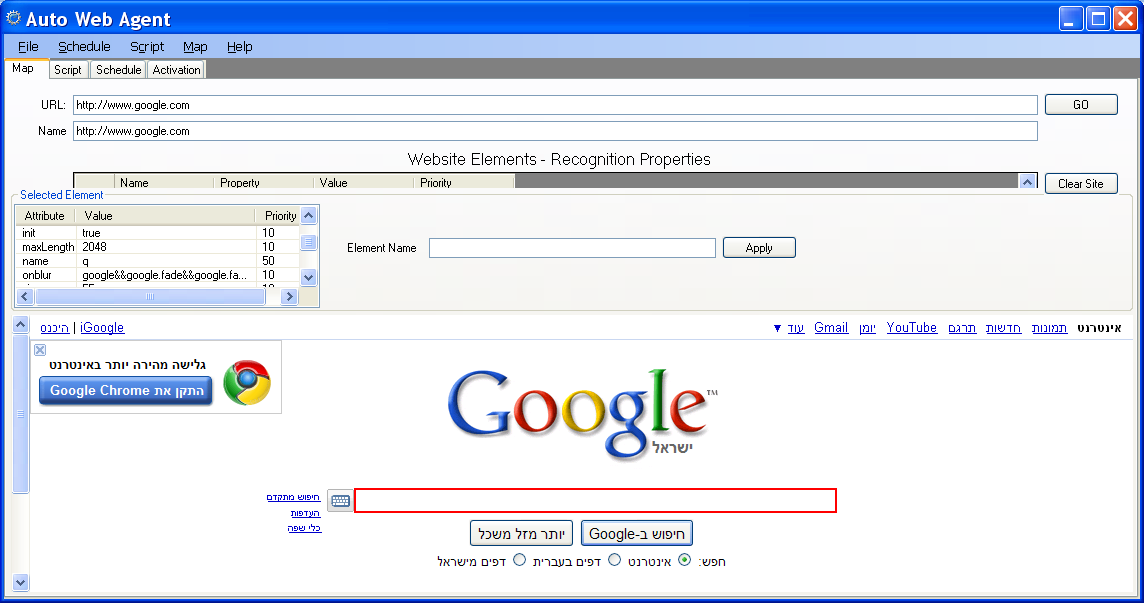 Auto Web Agent
File Schedule Script Map Help
Map Script Schedule Activation
URL: http://www.google.com GO
Name http://www.google.com
Website Elements - Recognition Properties
Name Property Value Priority
Clear Site
Selected Element
Attribute Value Priority
init true 10
maxLength 2048 10
name q 50
onblur google&&google.fade&&google.fa... 10
Element Name Apply
היכנס | iGoogle
אינטרנט תמונות חדשות תרגם YouTube יומן Gmail עוד ▼
גלישה מהירה יותר באינטרנט
התקן את Google Chrome
Google™
ישראל
חיפוש מתקדם
העדפות
כלי שפה
חיפוש ב-Google יותר מזל משכל
חפש: אינטרנט דפים בעברית דפים מישראל